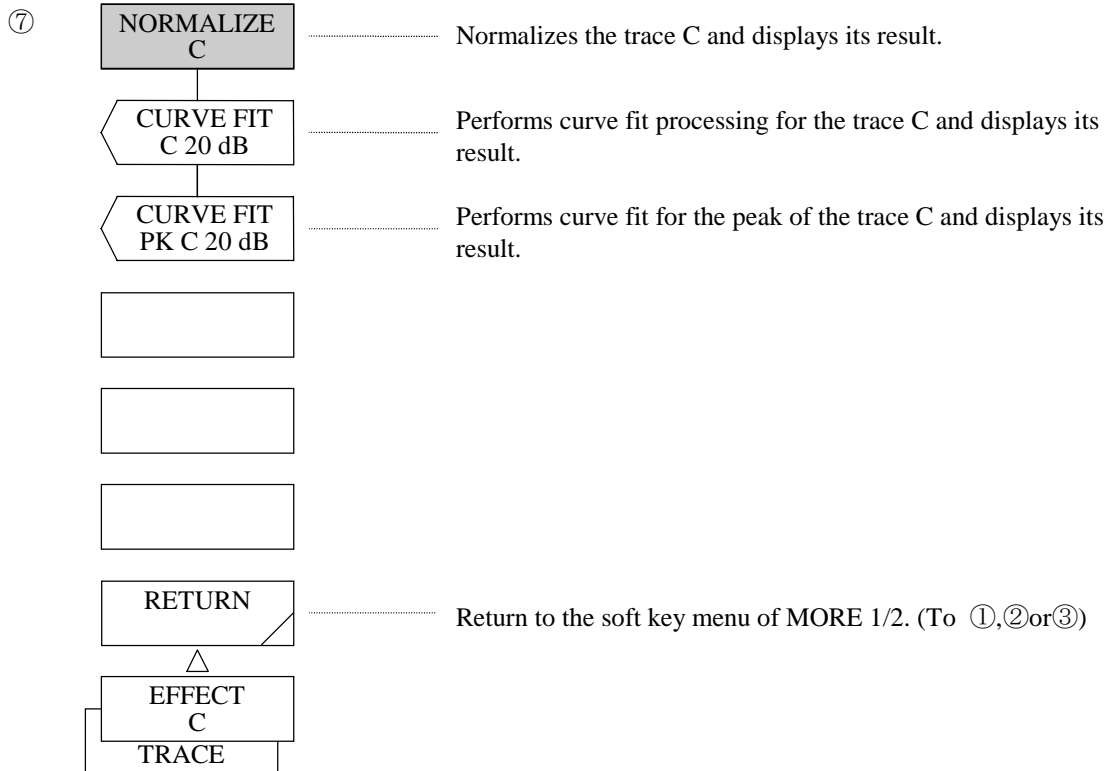 ⑦
NORMALIZE
C
Normalizes the trace C and displays its result.
CURVE FIT
C 20 dB
Performs curve fit processing for the trace C and displays its
result.
CURVE FIT
PK C 20 dB
Performs curve fit for the peak of the trace C and displays its
result.
RETURN
Return to the soft key menu of MORE 1/2. (To ①,②or③)
EFFECT
C
TRACE